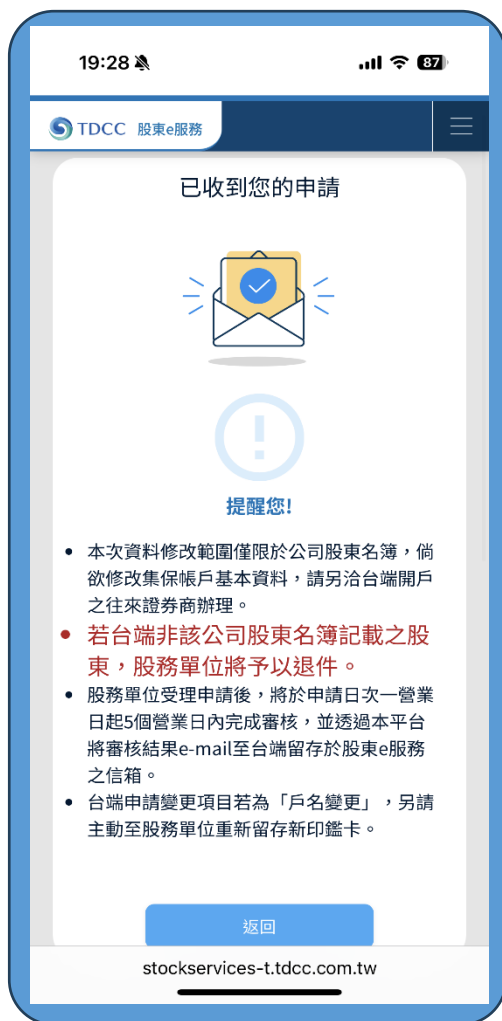 19:28
87
TDCC 股東e服務
已收到您的申請
提醒您!
• 本次資料修改範圍僅限於公司股東名簿，倘
欲修改集保帳戶基本資料，請另洽台端開戶
之往來證券商辦理。
• 若台端非該公司股東名簿記載之股
東，股務單位將予以退件。
• 股務單位受理申請後，將於申請日次一營業
日起5個營業日內完成審核，並透過本平台
將審核結果e-mail至台端留存於股東e服務
之信箱。
• 台端申請變更項目若為「戶名變更」，另請
主動至股務單位重新留存新印鑑卡。
返回
stockservices-t.tdcc.com.tw